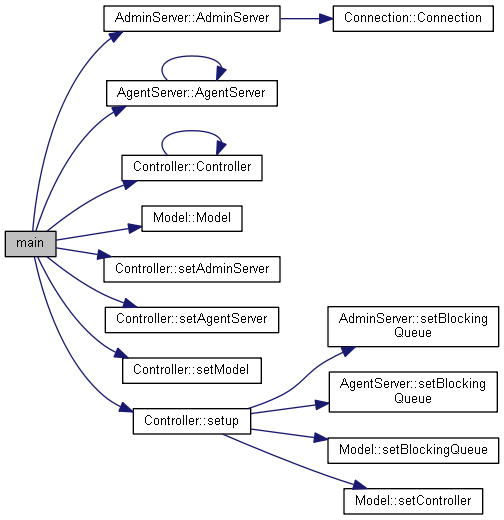 AdminServer::AdminServer
Connection::Connection
AgentServer::AgentServer
Controller::Controller
Model::Model
main
Controller::setAdminServer
Controller::setAgentServer
Controller::setModel
Controller::setup
AdminServer::setBlocking
Queue
AgentServer::setBlocking
Queue
Model::setBlockingQueue
Model::setController